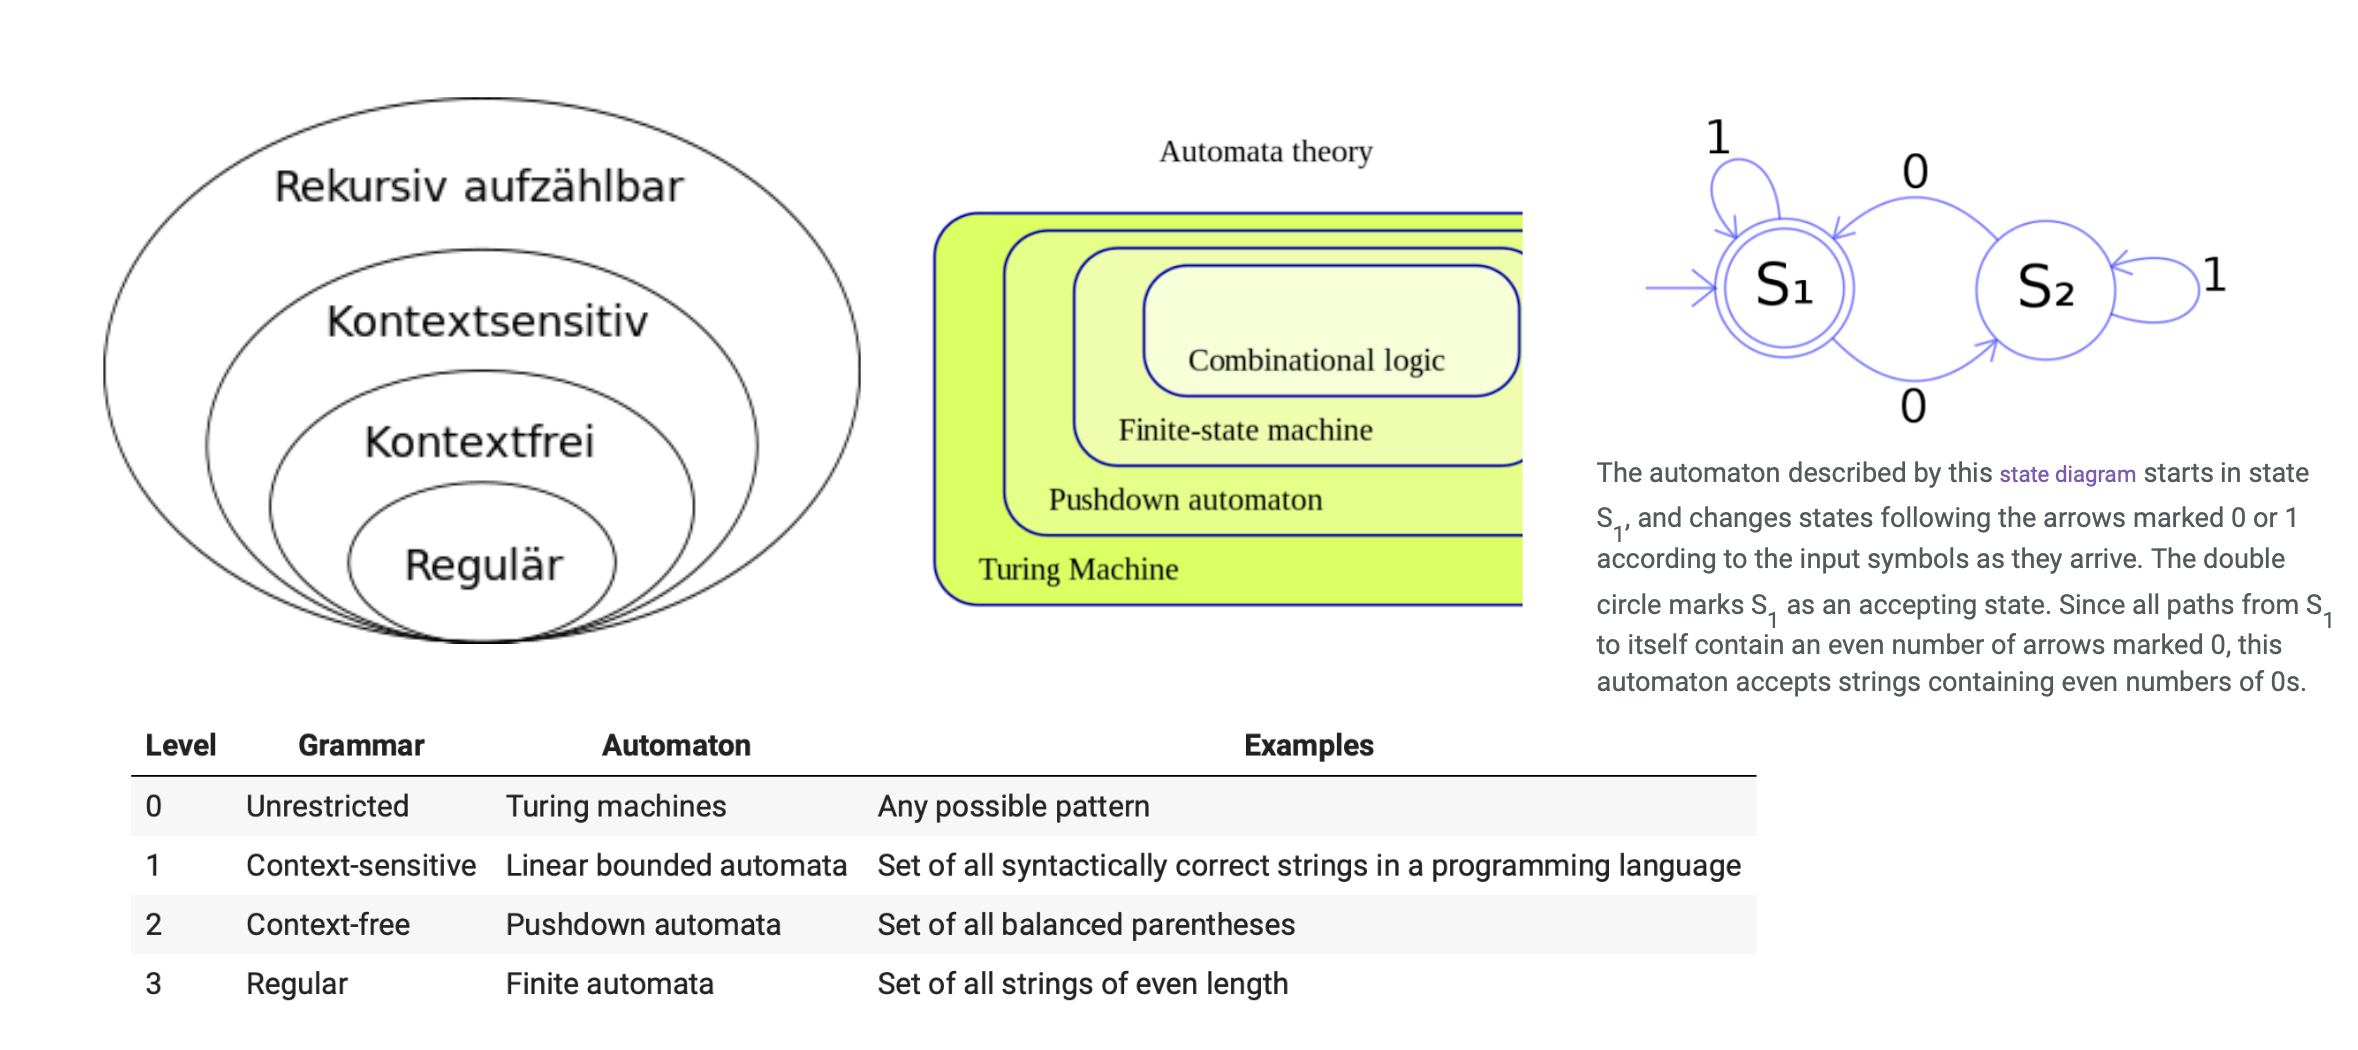 Rekursiv aufzählbar
Kontextsensitiv
Kontextfrei
Regulär
Automata theory
Combinational logic
Finite-state machine
Pushdown automaton
Turing Machine
1
0
S₁
S₂
1
0
The automaton described by this state diagram starts in state
S₁, and changes states following the arrows marked 0 or 1
according to the input symbols as they arrive. The double
circle marks S₁ as an accepting state. Since all paths from S₁
to itself contain an even number of arrows marked 0, this
automaton accepts strings containing even numbers of 0s.
Level Grammar Automaton Examples
0 Unrestricted Turing machines Any possible pattern
1 Context-sensitive Linear bounded automata Set of all syntactically correct strings in a programming language
2 Context-free Pushdown automata Set of all balanced parentheses
3 Regular Finite automata Set of all strings of even length